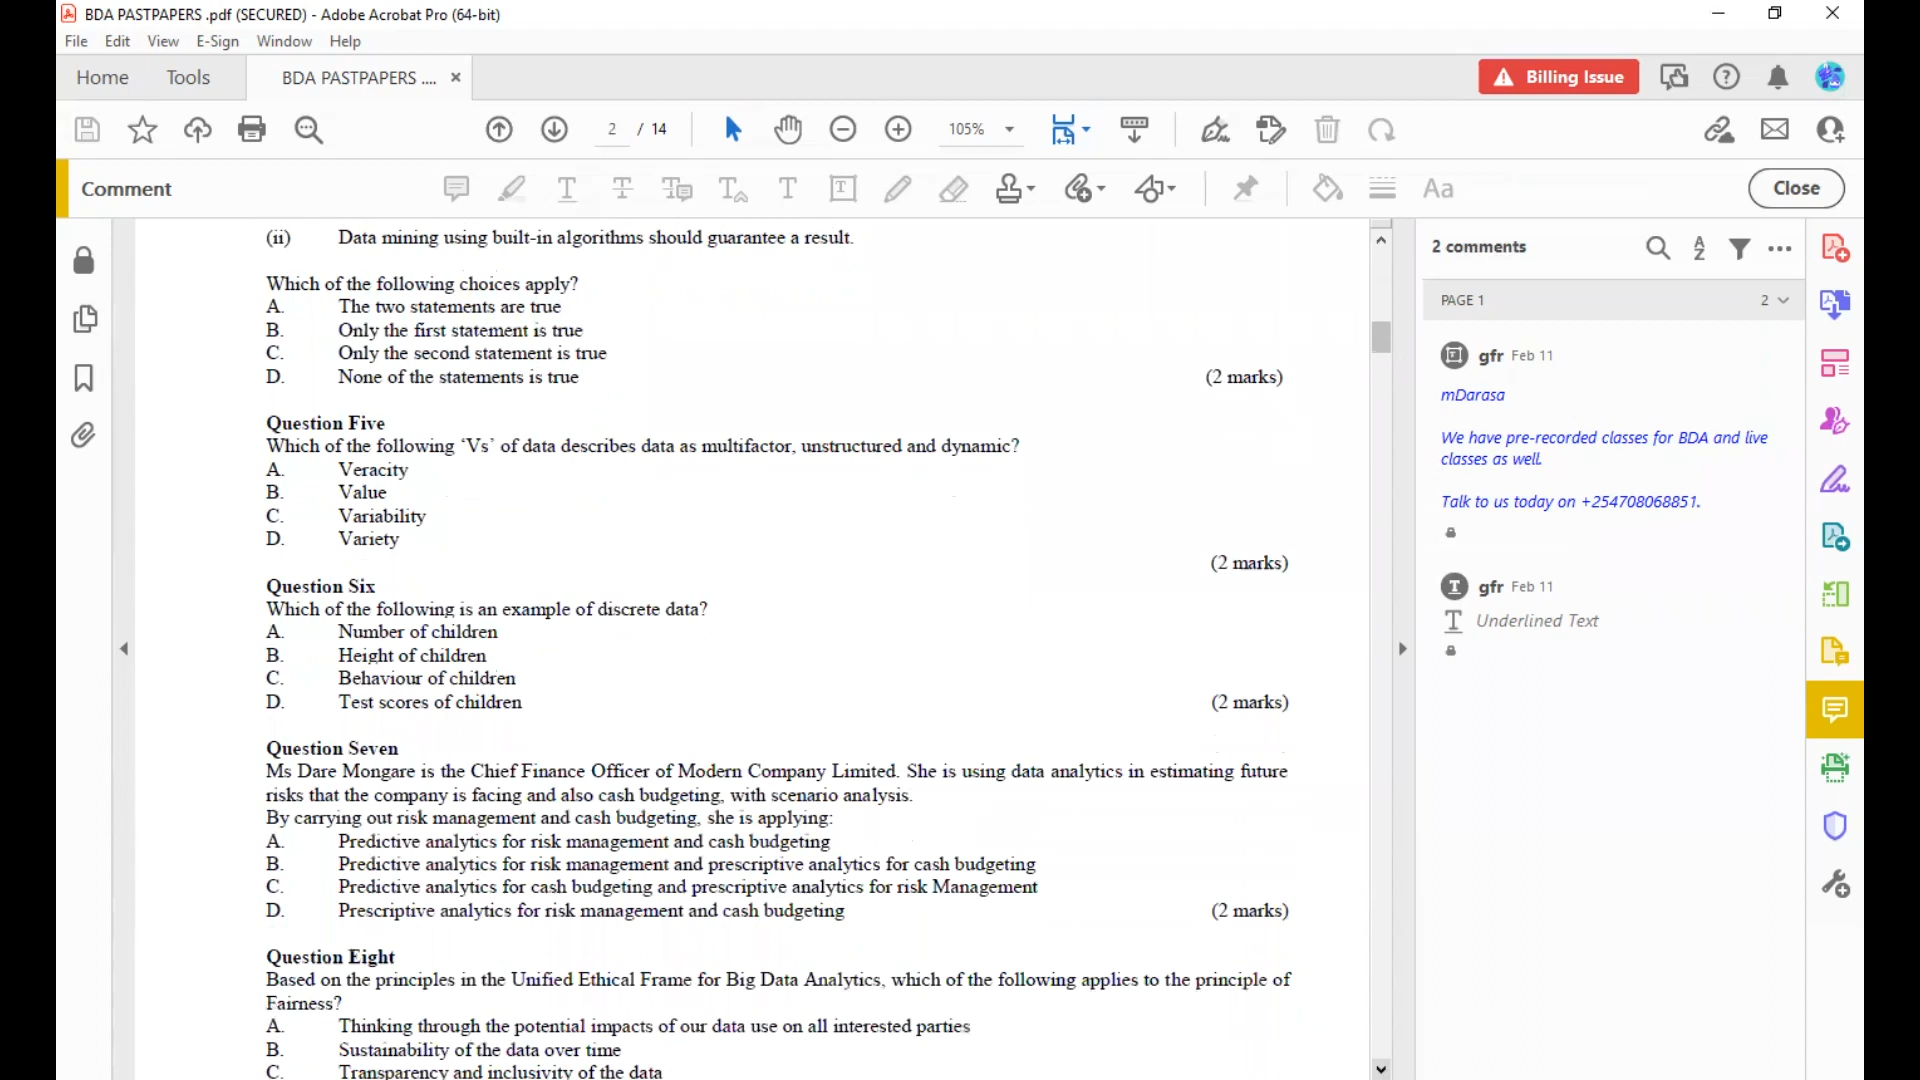 BDA PASTPAPERS .pdf (SECURED) - Adobe Acrobat Pro (64-bit)
File Edit View E-Sign Window Help
Home Tools BDA PASTPAPERS .... × Billing Issue
2 / 14 105%
Comment Aa Close
(ii) Data mining using built-in algorithms should guarantee a result.
Which of the following choices apply?
A. The two statements are true
B. Only the first statement is true
C. Only the second statement is true
D. None of the statements is true (2 marks)
Question Five
Which of the following ‘Vs’ of data describes data as multifactor, unstructured and dynamic?
A. Veracity
B. Value
C. Variability
D. Variety
(2 marks)
Question Six
Which of the following is an example of discrete data?
A. Number of children
B. Height of children
C. Behaviour of children
D. Test scores of children (2 marks)
Question Seven
Ms Dare Mongare is the Chief Finance Officer of Modern Company Limited. She is using data analytics in estimating future
risks that the company is facing and also cash budgeting, with scenario analysis.
By carrying out risk management and cash budgeting, she is applying:
A. Predictive analytics for risk management and cash budgeting
B. Predictive analytics for risk management and prescriptive analytics for cash budgeting
C. Predictive analytics for cash budgeting and prescriptive analytics for risk Management
D. Prescriptive analytics for risk management and cash budgeting (2 marks)
Question Eight
Based on the principles in the Unified Ethical Frame for Big Data Analytics, which of the following applies to the principle of
Fairness?
A. Thinking through the potential impacts of our data use on all interested parties
B. Sustainability of the data over time
C. Transparency and inclusivity of the data
2 comments
PAGE 1 2
gfr Feb 11
mDarasa
We have pre-recorded classes for BDA and live
classes as well.
Talk to us today on +254708068851.
gfr Feb 11
Underlined Text